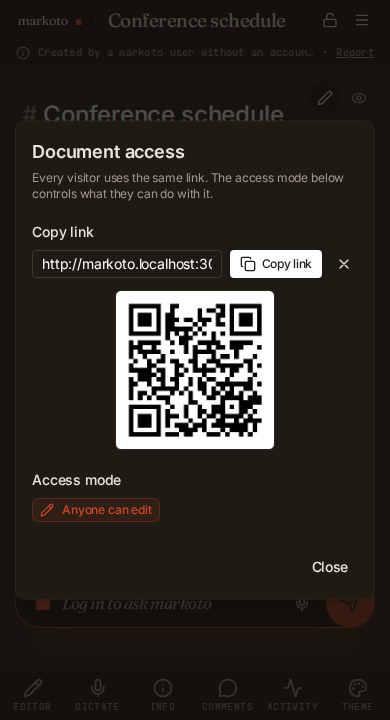 markoto
Conference schedule
Created by a markoto user without an accoun… · Report
# Conference schedule
Document access
Every visitor uses the same link. The access mode below
controls what they can do with it.
Copy link
http://markoto.localhost:30
Copy link
Access mode
Anyone can edit
Close
Log in to ask markoto
EDITOR
DICTATE
INFO
COMMENTS
ACTIVITY
THEME